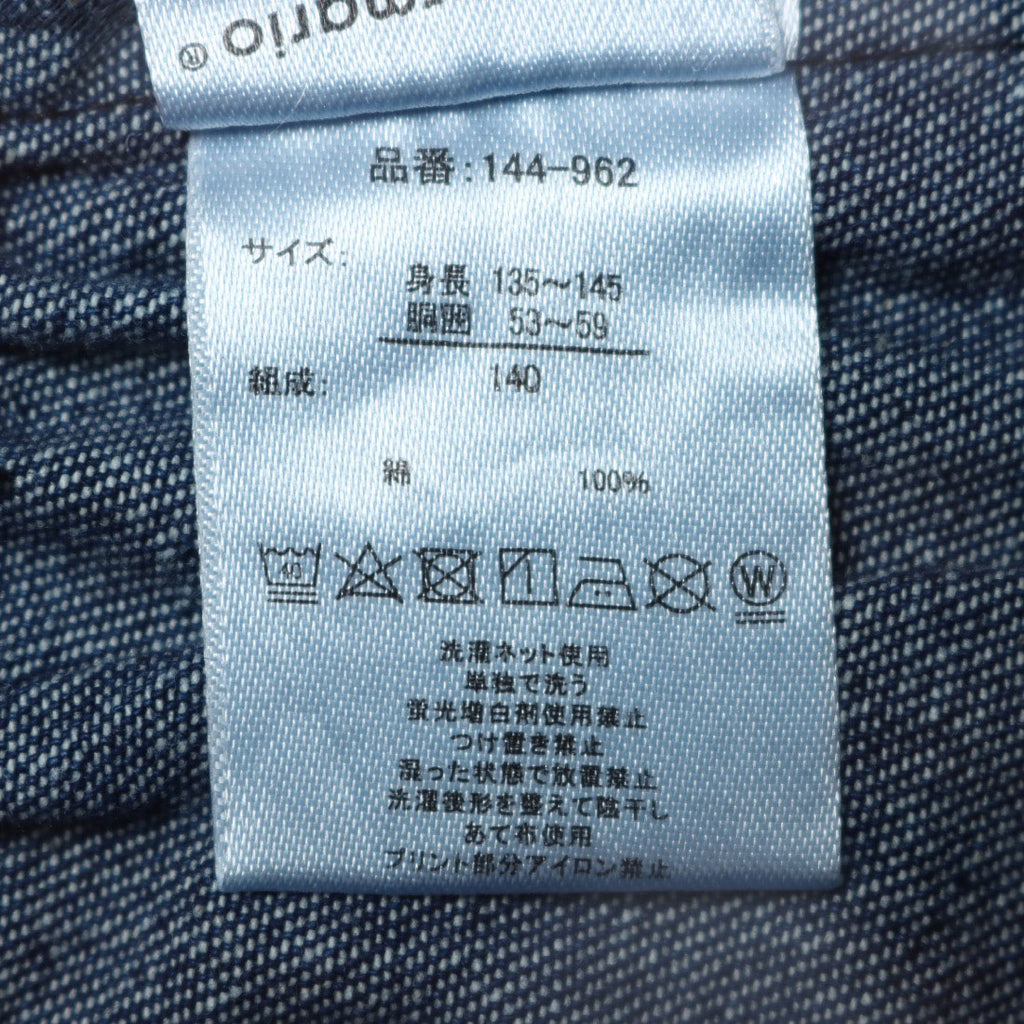 rmario®
品番:144-962
サイズ:
身長 135~145
胴囲 53~59
組成: 140
綿 100%
40 1 W
洗濯ネット使用
単独で洗う
蛍光増白剤使用禁止
つけ置き禁止
混った状態で放置禁止
洗濯後形を整えて陰干し
あて布使用
プリント部分アイロン禁止